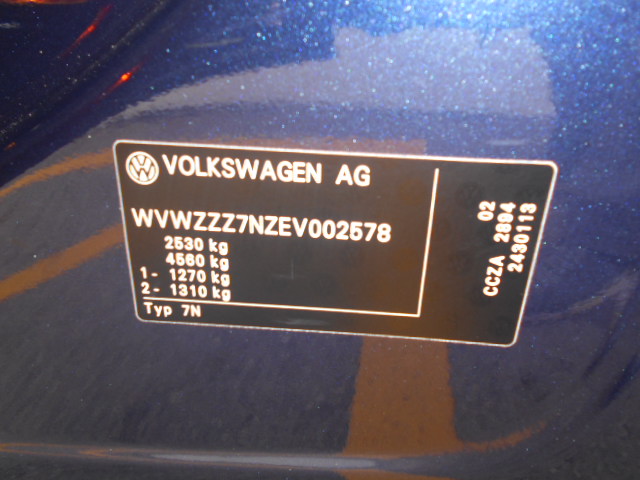 VOLKSWAGEN AG
WVWZZZ7NZEV002578
2530 kg
4560 kg
1- 1270 kg
2- 1310 kg
Typ 7N
02
CCZA 2894
2430113